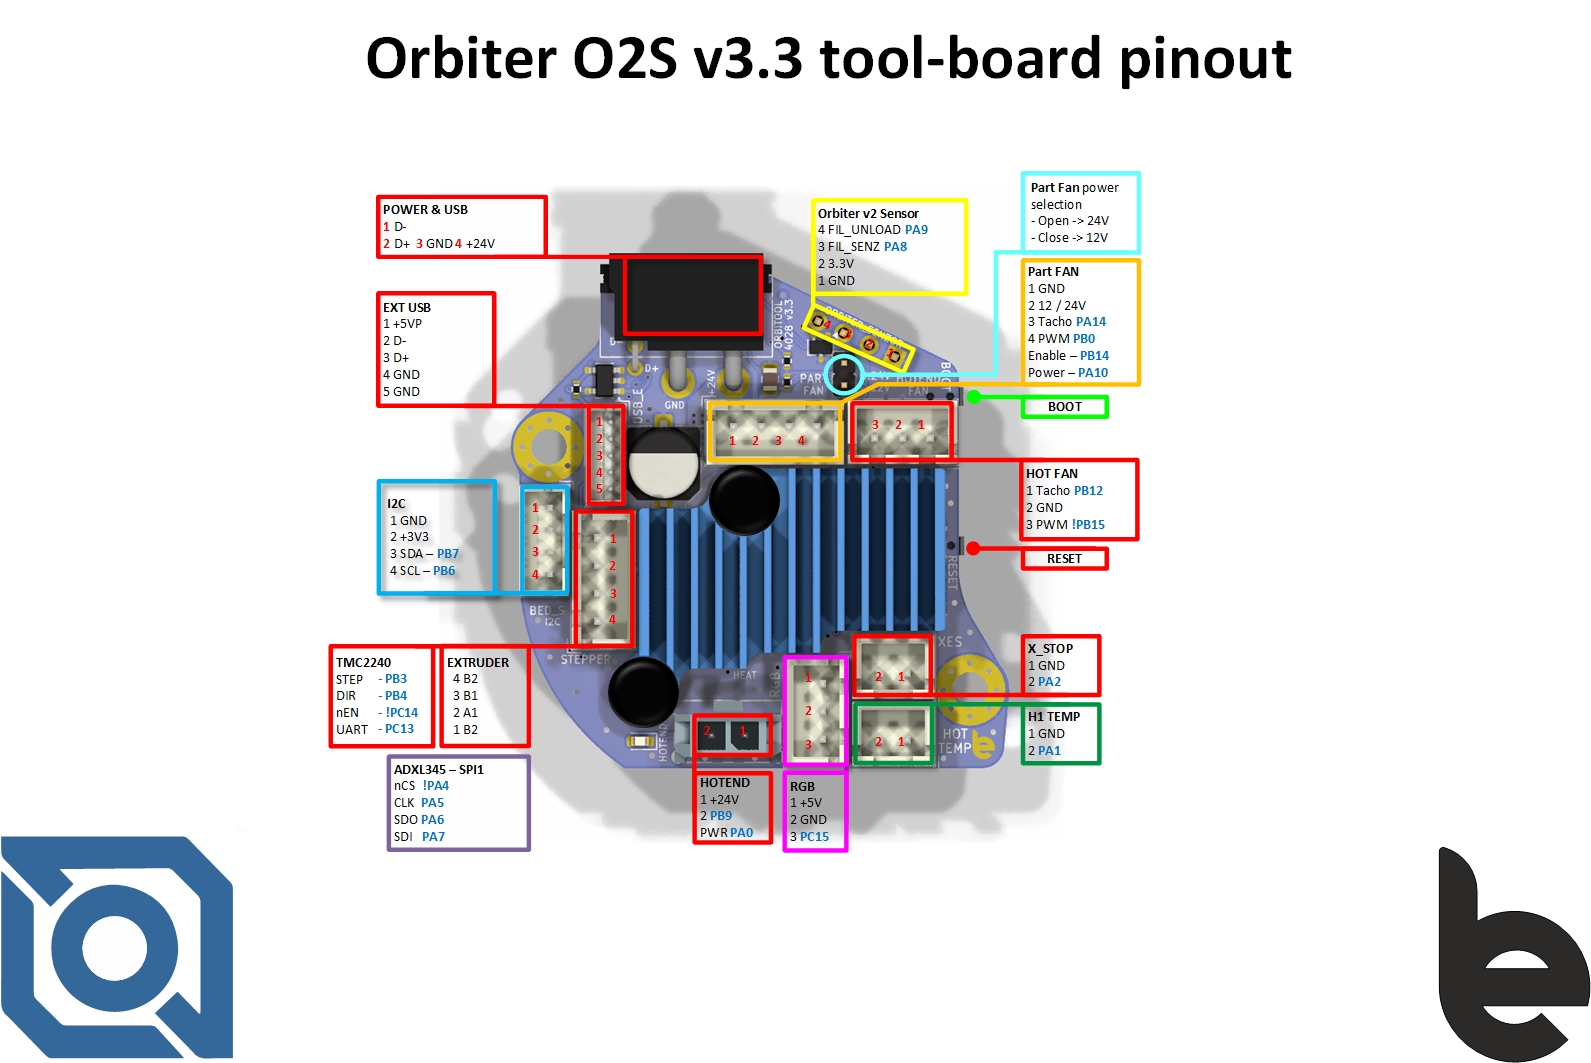 Orbiter O2S v3.3 tool-board pinout
POWER & USB
1 D-
2 D+ 3 GND 4 +24V
EXT USB
1 +5VP
2 D-
3 D+
4 GND
5 GND
I2C
1 GND
2 +3V3
3 SDA – PB7
4 SCL – PB6
TMC2240
STEP - PB3
DIR - PB4
nEN - !PC14
UART - PC13
EXTRUDER
4 B2
3 B1
2 A1
1 B2
ADXL345 – SPI1
nCS !PA4
CLK PA5
SDO PA6
SDI PA7
Orbiter v2 Sensor
4 FIL_UNLOAD PA9
3 FIL_SENZ PA8
2 3.3V
1 GND
Part Fan power
selection
- Open -> 24V
- Close -> 12V
Part FAN
1 GND
2 12 / 24V
3 Tacho PA14
4 PWM PB0
Enable – PB14
Power – PA10
BOOT
HOT FAN
1 Tacho PB12
2 GND
3 PWM !PB15
RESET
X_STOP
1 GND
2 PA2
H1 TEMP
1 GND
2 PA1
HOTEND
1 +24V
2 PB9
PWR PA0
RGB
1 +5V
2 GND
3 PC15
ORBITOOL
4028 v3.3
ORBITER SENSOR
4 3 2 1
D+
GND
+24V
USB_E
PART
FAN
HOTEND
FAN
BOOT
1
2
3
4
5
1 2 3 4
3 2 1
1
2
3
4
1
2
3
4
BED_S
I2C
STEPPER
RESET
HEAT
RGB
XES
2 1
1
2
3
2 1
HOTEND
2 1
HOT
TEMP